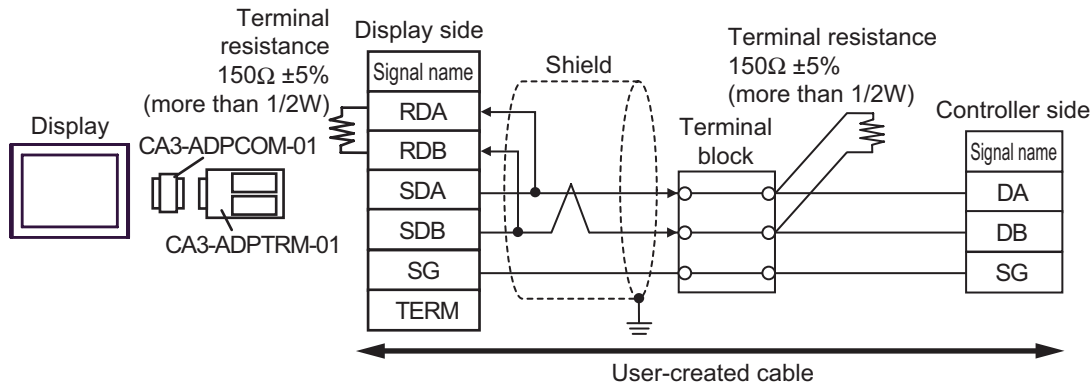 Terminal
resistance
150Ω ±5%
(more than 1/2W)
Display side
Signal name
RDA
RDB
SDA
SDB
SG
TERM
Shield
Terminal resistance
150Ω ±5%
(more than 1/2W)
Terminal
block
Controller side
Signal name
DA
DB
SG
Display
CA3-ADPCOM-01
CA3-ADPTRM-01
User-created cable